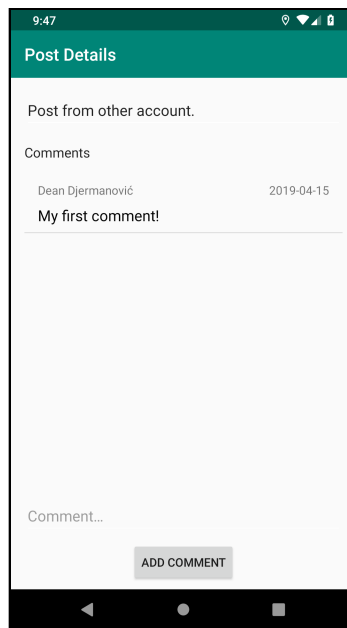 9:47
Post Details
Post from other account.
Comments
Dean Djermanović 2019-04-15
My first comment!
Comment...
ADD COMMENT